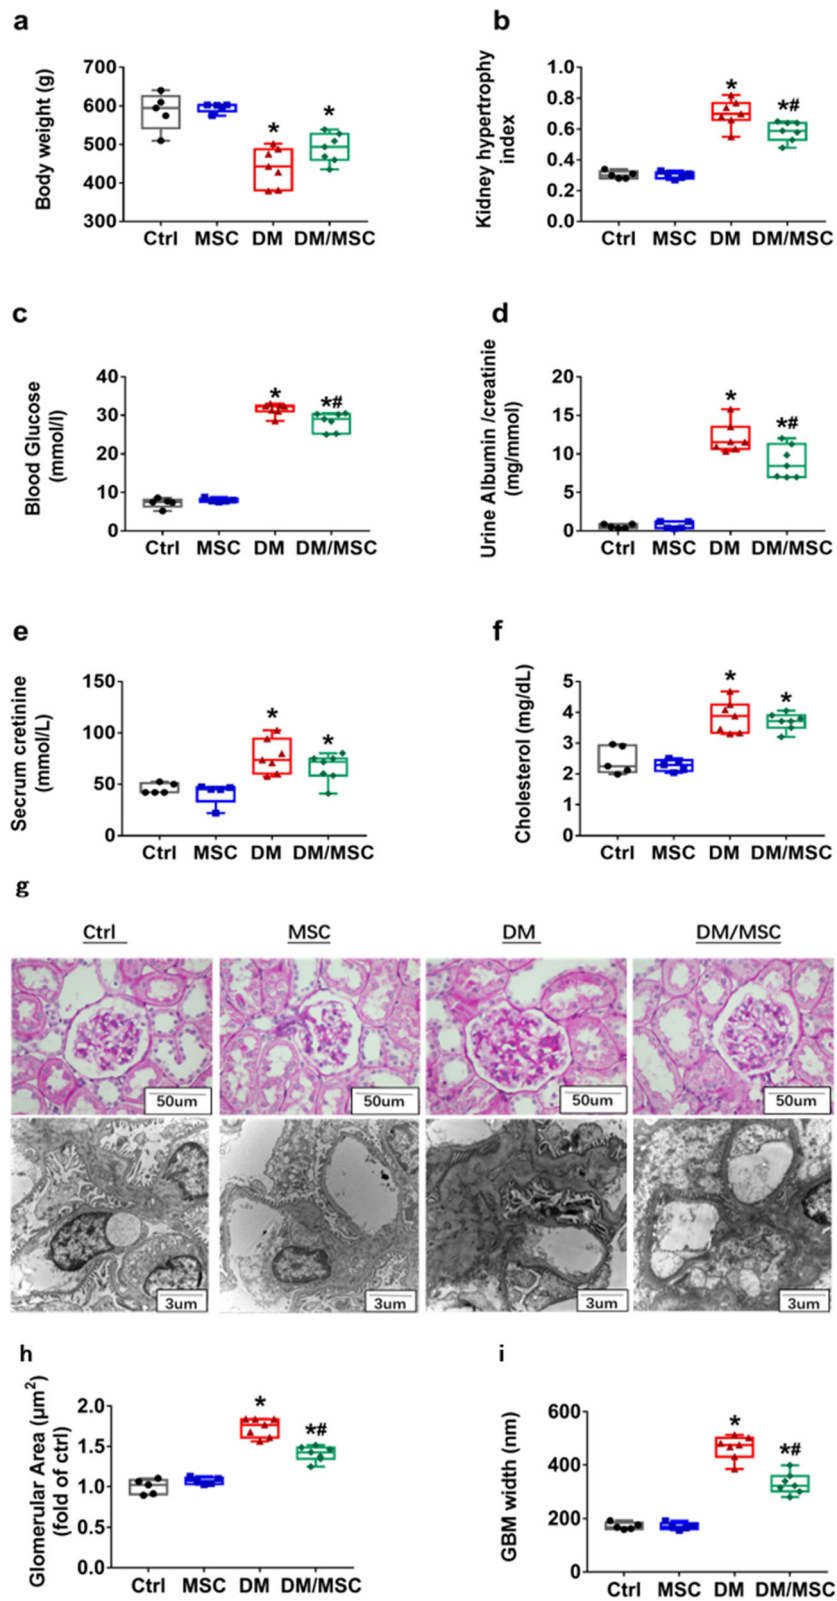 a
Body weight (g)
700
600
500
400
300
*
*
Ctrl MSC DM DM/MSC
b
Kidney hypertrophy
index
1.0
0.8
0.6
0.4
0.2
0.0
*
*#
Ctrl MSC DM DM/MSC
c
Blood Glucose
(mmol/l)
40
30
20
10
0
*
*#
Ctrl MSC DM DM/MSC
d
Urine Albumin /creatinie
(mg/mmol)
20
15
10
5
0
*
*#
Ctrl MSC DM DM/MSC
e
Secrum cretinine
(mmol/L)
150
100
50
0
*
*
Ctrl MSC DM DM/MSC
f
Cholesterol (mg/dL)
5
4
3
2
1
0
*
*
Ctrl MSC DM DM/MSC
g
Ctrl MSC DM DM/MSC
50um 50um 50um 50um
3um 3um 3um 3um
h
Glomerular Area (µm²)
(fold of ctrl)
2.0
1.5
1.0
0.5
0.0
*
*#
Ctrl MSC DM DM/MSC
i
GBM width (nm)
600
400
200
0
*
*#
Ctrl MSC DM DM/MSC